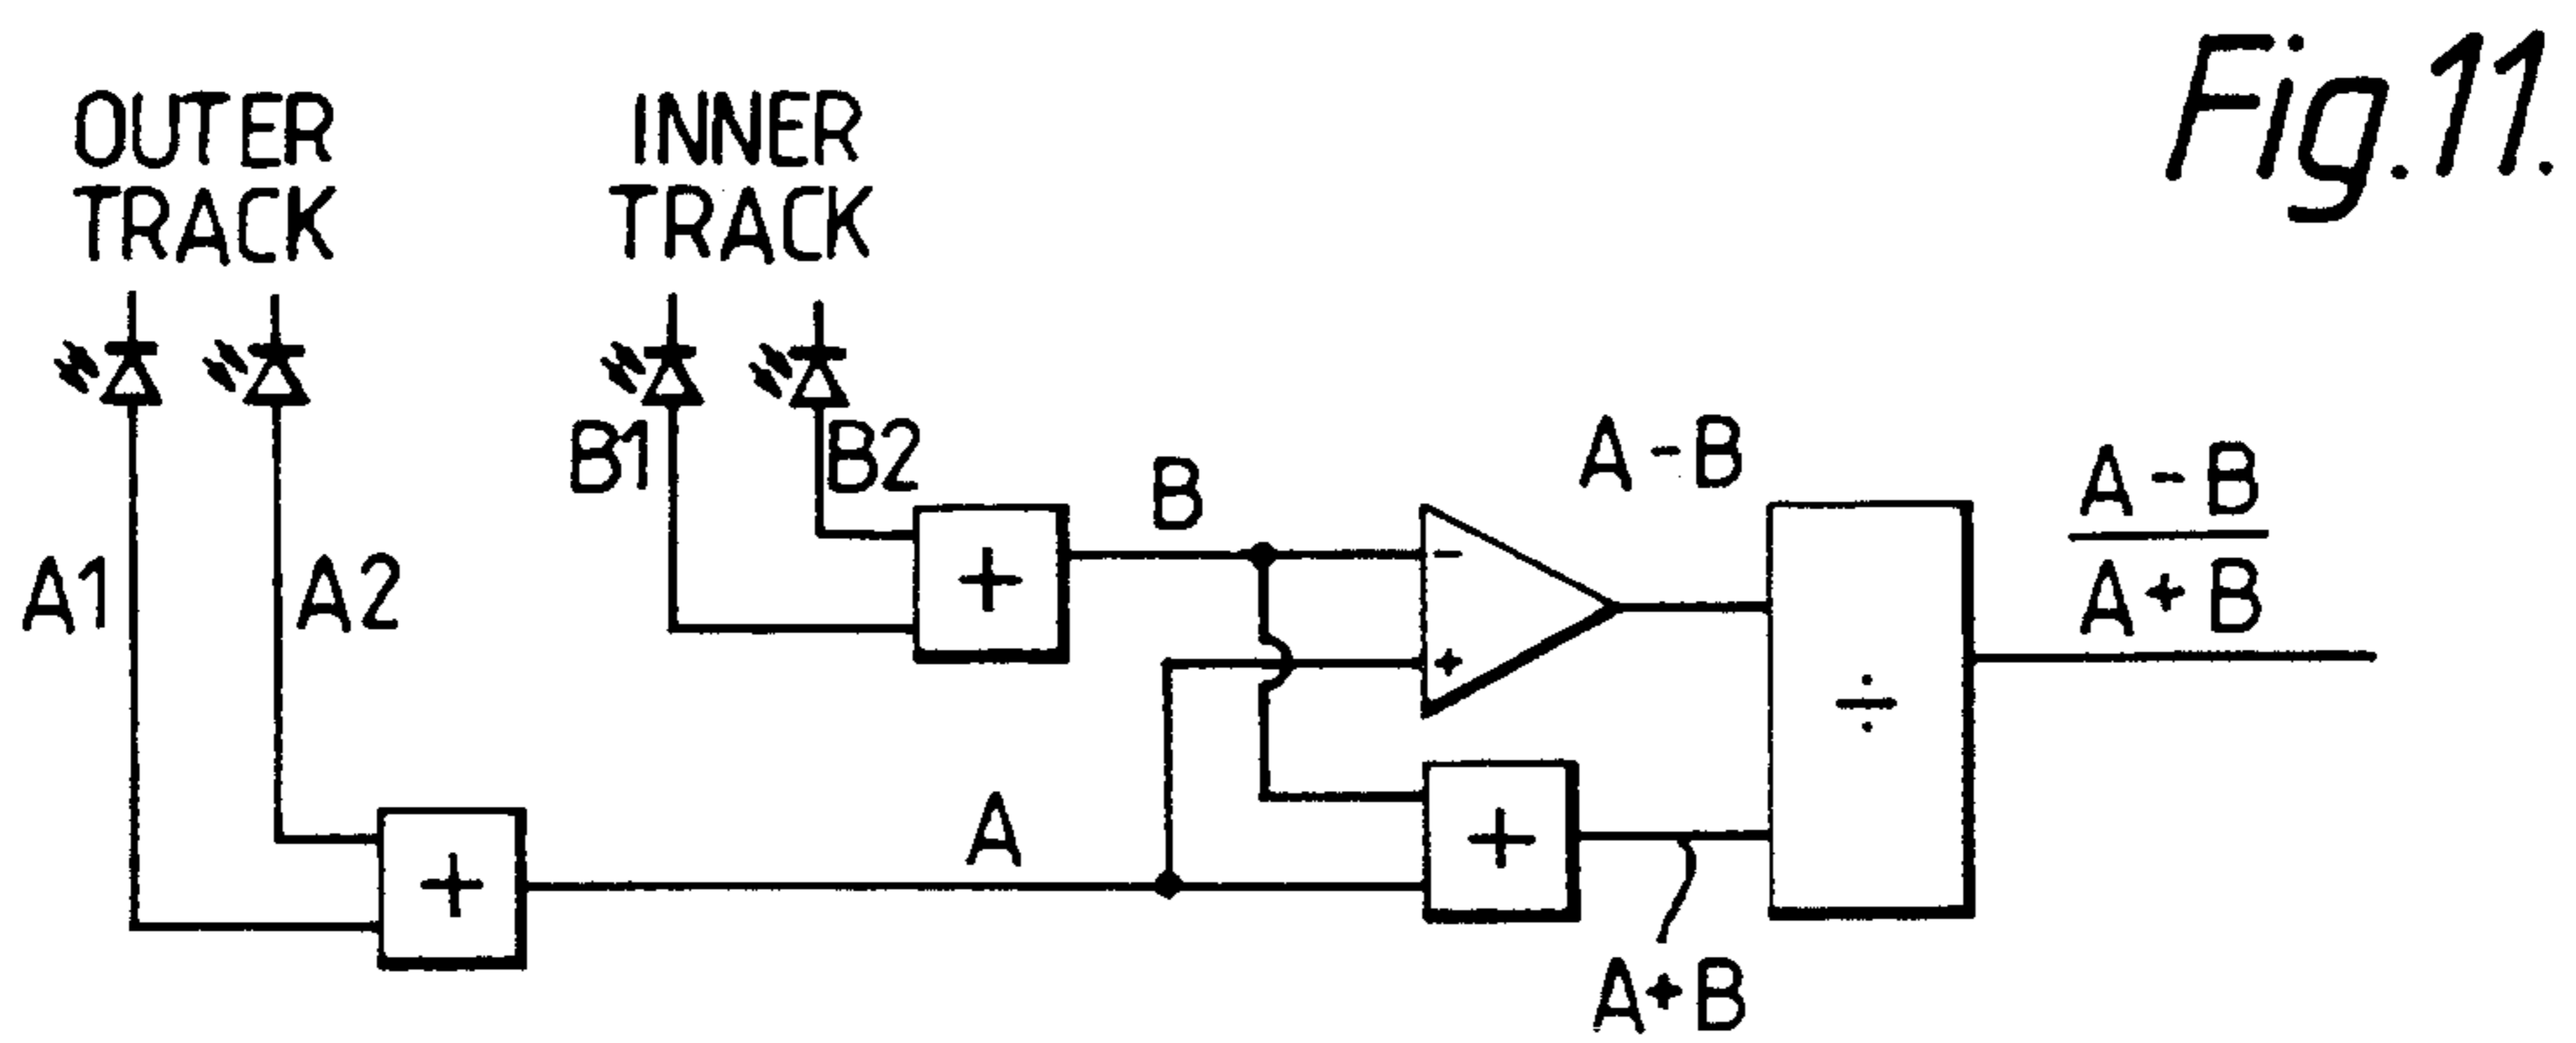 Fig.11.
OUTER
TRACK
INNER
TRACK
A1
A2
B1
B2
+
+
B
A
-
+
A-B
+
A+B
÷
A-B
A+B